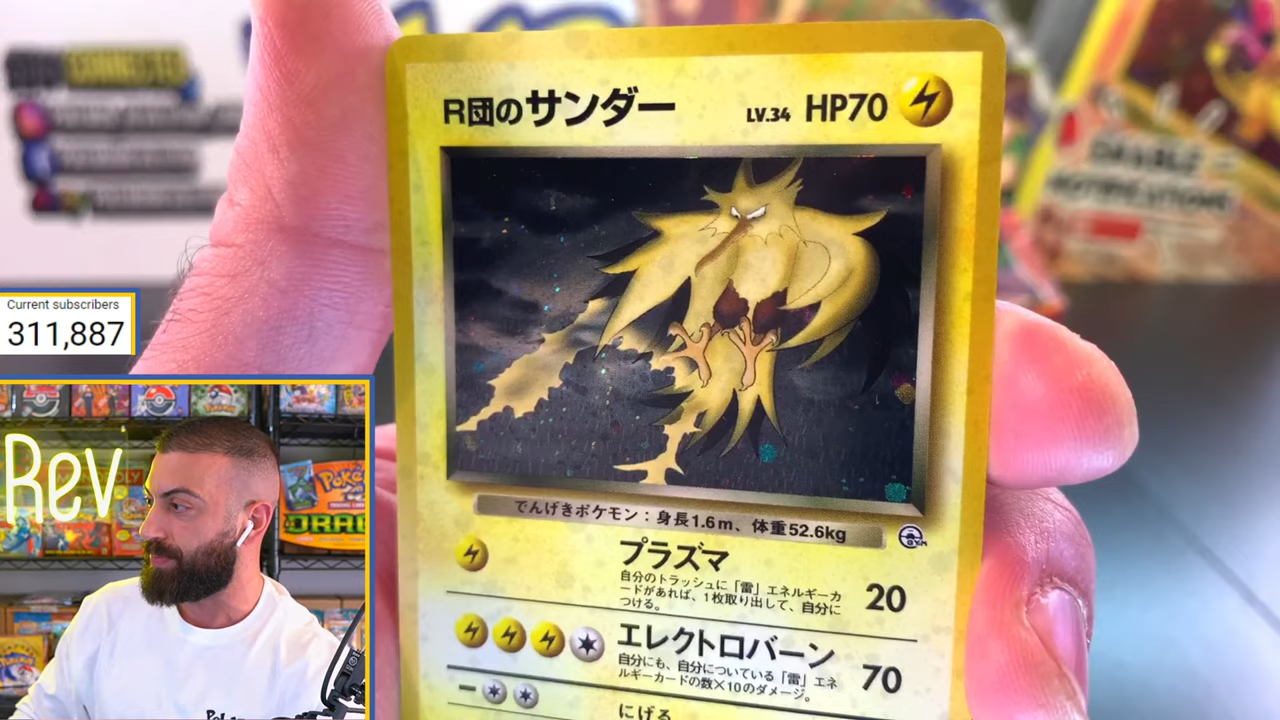 R団のサンダー LV.34 HP70
でんげきポケモン：身長1.6m、体重52.6kg
GYM
プラズマ 20
自分のトラッシュに「雷」エネルギーカ
ードがあれば、1枚取り出して、自分に
つける。
エレクトロバーン 70
自分にも、自分についている「雷」エネ
ルギーカードの数×10のダメージ。
にげる
Current subscribers
311,887
Rev